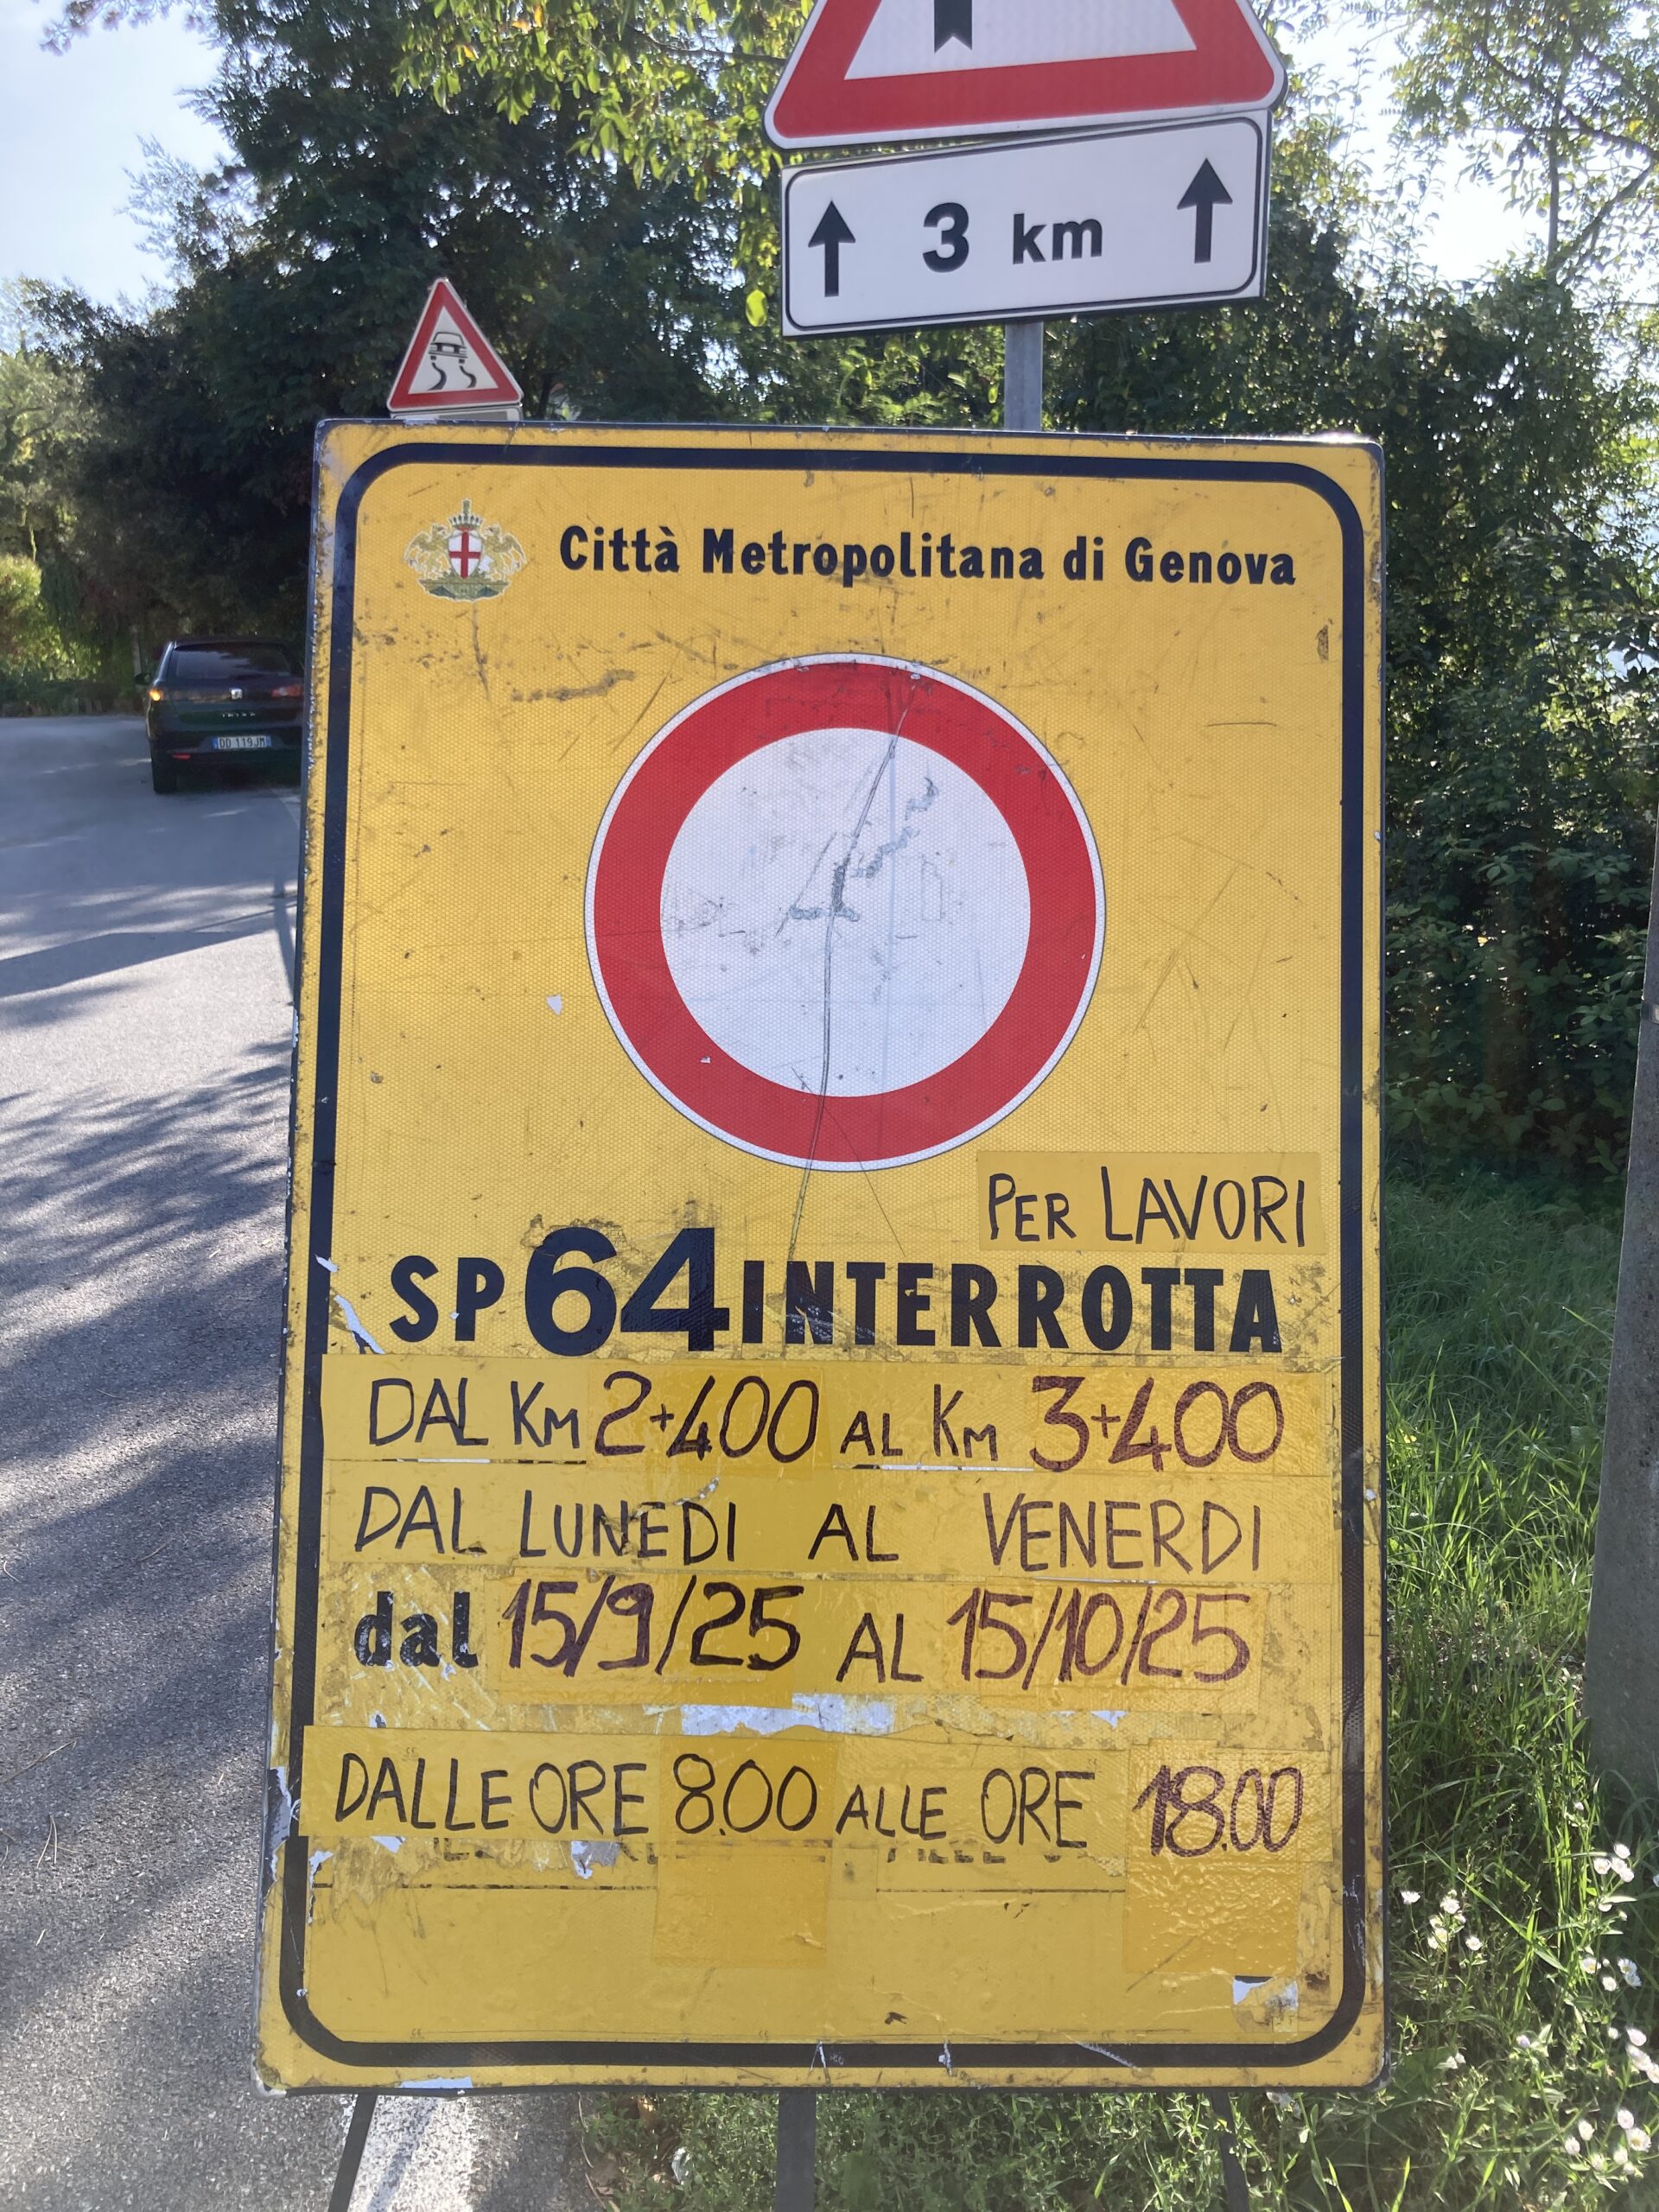 3 km
Città Metropolitana di Genova
DD 119JM
PER LAVORI
SP 64 INTERROTTA
DAL KM 2+400 AL KM 3+400
DAL LUNEDI AL VENERDI
dal 15/9/25 AL 15/10/25
DALLE ORE 8.00 ALLE ORE 18.00